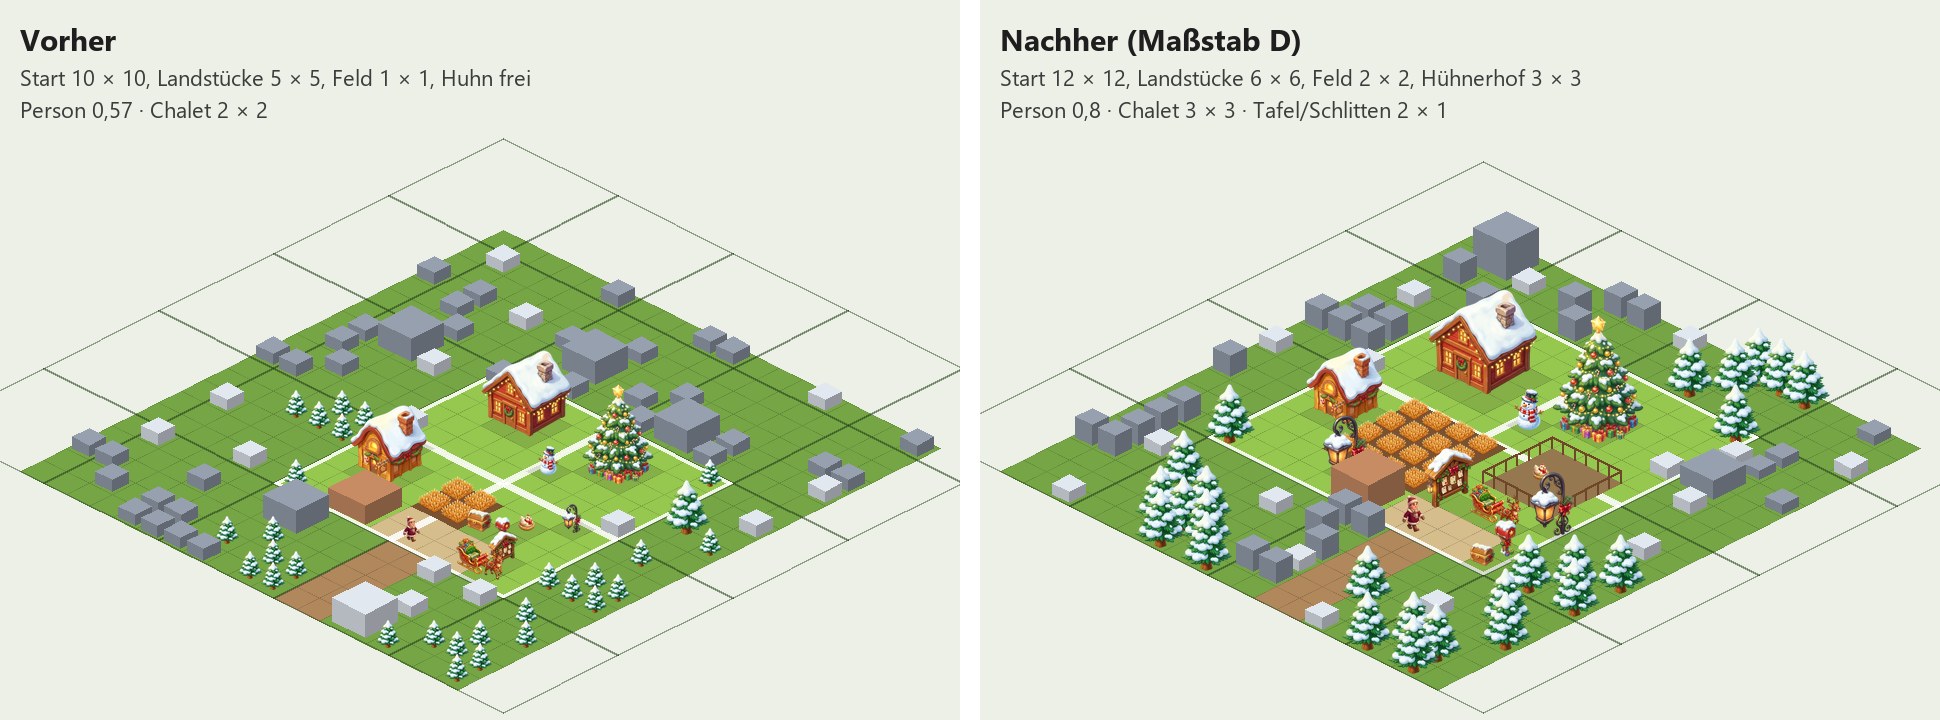 Vorher
Start 10 × 10, Landstücke 5 × 5, Feld 1 × 1, Huhn frei
Person 0,57 · Chalet 2 × 2
Nachher (Maßstab D)
Start 12 × 12, Landstücke 6 × 6, Feld 2 × 2, Hühnerhof 3 × 3
Person 0,8 · Chalet 3 × 3 · Tafel/Schlitten 2 × 1